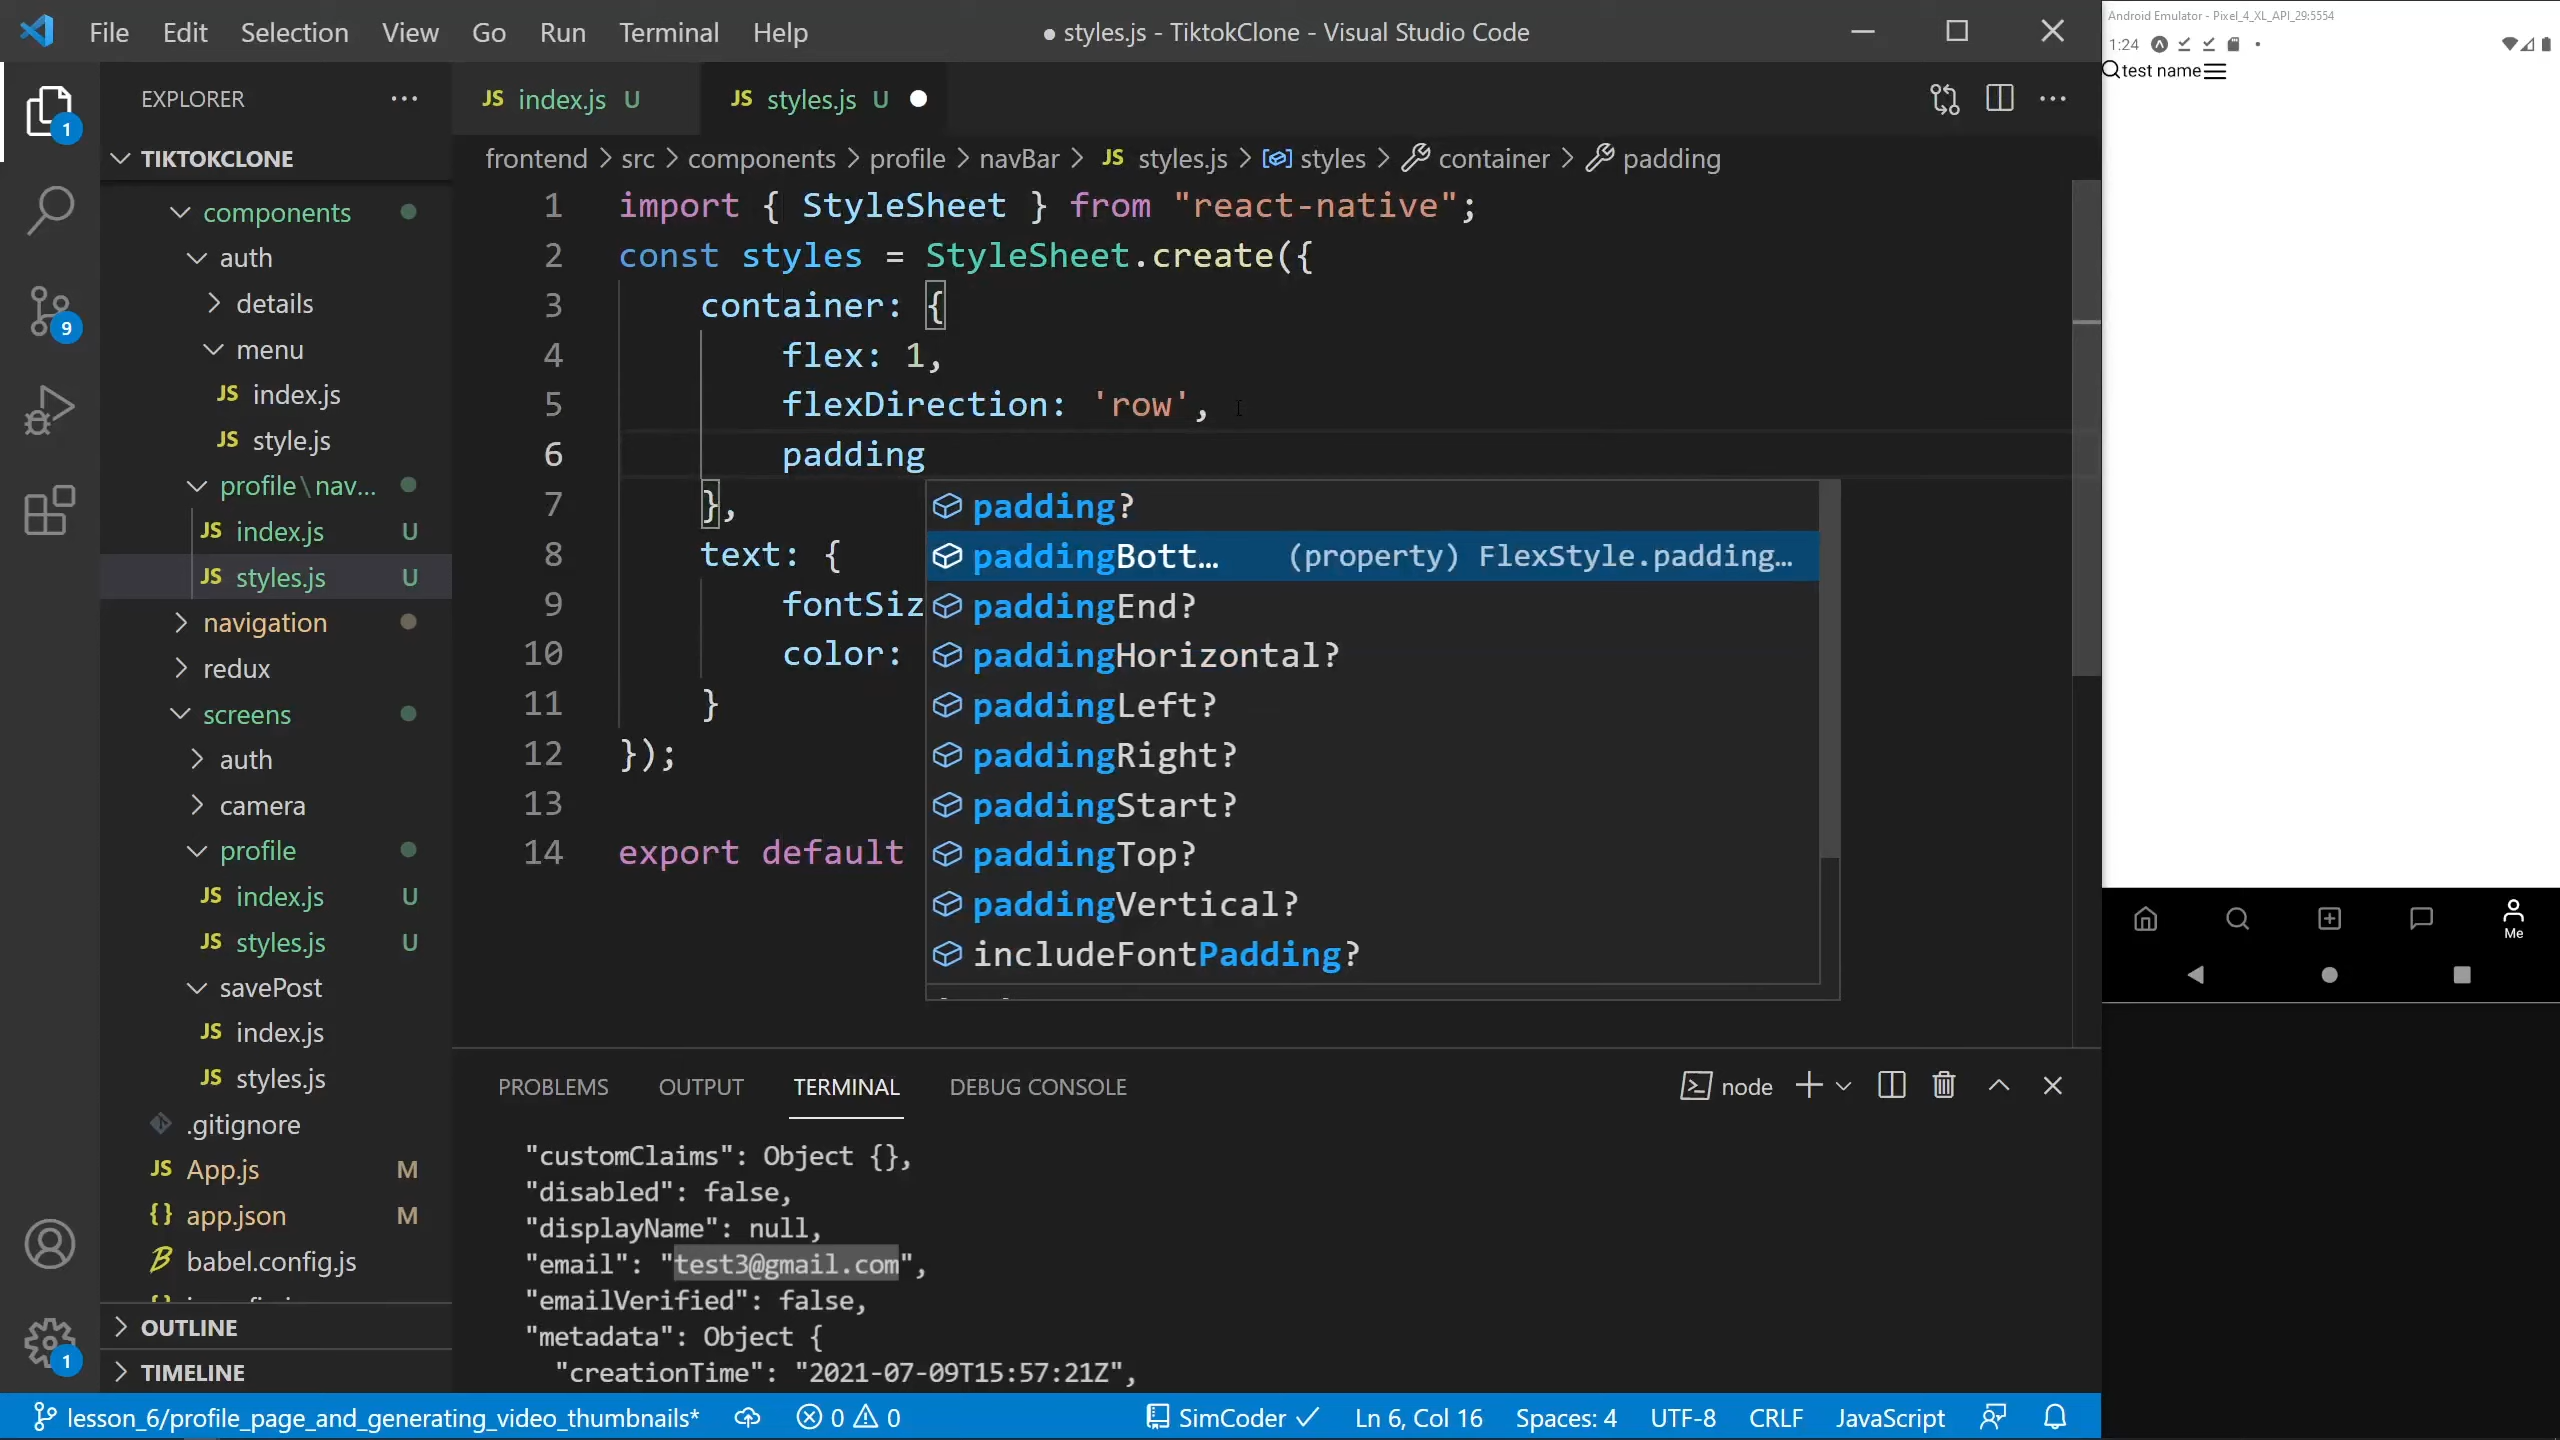 File Edit Selection View Go Run Terminal Help
● styles.js - TiktokClone - Visual Studio Code
Android Emulator - Pixel_4_XL_API_29:5554
1:24
test name
EXPLORER
JS index.js U
JS styles.js U
TIKTOKCLONE
frontend > src > components > profile > navBar > JS styles.js > styles > container > padding
components
auth
details
menu
JS index.js
JS style.js
profile\nav...
JS index.js U
JS styles.js U
navigation
redux
screens
auth
camera
profile
JS index.js U
JS styles.js U
savePost
JS index.js
JS styles.js
.gitignore
JS App.js M
{} app.json M
babel.config.js
OUTLINE
TIMELINE
1
9
1
1 import { StyleSheet } from "react-native";
2 const styles = StyleSheet.create({
3 container: {
4 flex: 1,
5 flexDirection: 'row',
6 padding
7 },
8 text: {
9 fontSiz
10 color:
11 }
12 });
13
14 export default
padding?
paddingBott... (property) FlexStyle.padding...
paddingEnd?
paddingHorizontal?
paddingLeft?
paddingRight?
paddingStart?
paddingTop?
paddingVertical?
includeFontPadding?
Me
PROBLEMS OUTPUT TERMINAL DEBUG CONSOLE
node
"customClaims": Object {},
"disabled": false,
"displayName": null,
"email": "test3@gmail.com",
"emailVerified": false,
"metadata": Object {
"creationTime": "2021-07-09T15:57:21Z",
lesson_6/profile_page_and_generating_video_thumbnails* 0 0 SimCoder Ln 6, Col 16 Spaces: 4 UTF-8 CRLF JavaScript